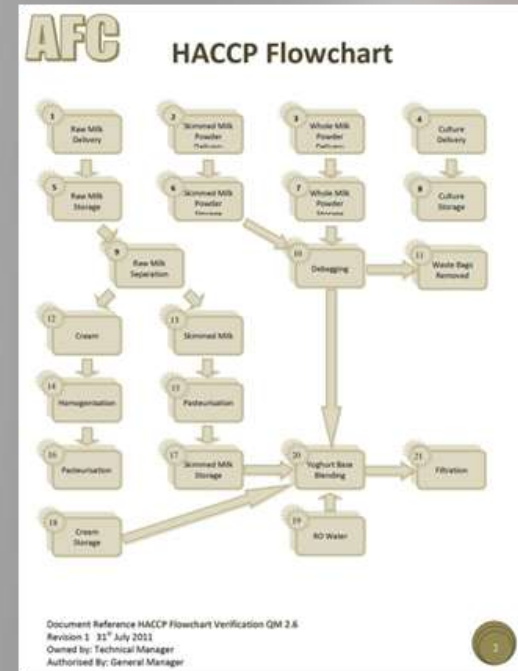 AFC
HACCP Flowchart
1
Raw Milk
Delivery
2
Skimmed Milk
Powder
Delivery
3
Whole Milk
Powder
Delivery
4
Culture
Delivery
5
Raw Milk
Storage
6
Skimmed Milk
Powder
Storage
7
Whole Milk
Powder
Storage
8
Culture
Storage
9
Raw Milk
Separation
10
Debagging
11
Waste Bags
Removed
12
Cream
13
Skimmed Milk
14
Homogenisation
15
Pasteurisation
16
Pasteurisation
17
Skimmed Milk
Storage
20
Yoghurt Base
Blending
21
Filtration
18
Cream
Storage
19
RO Water
Document Reference HACCP Flowchart Verification QM 2.6
Revision 1 31st July 2011
Owned by: Technical Manager
Authorised By: General Manager